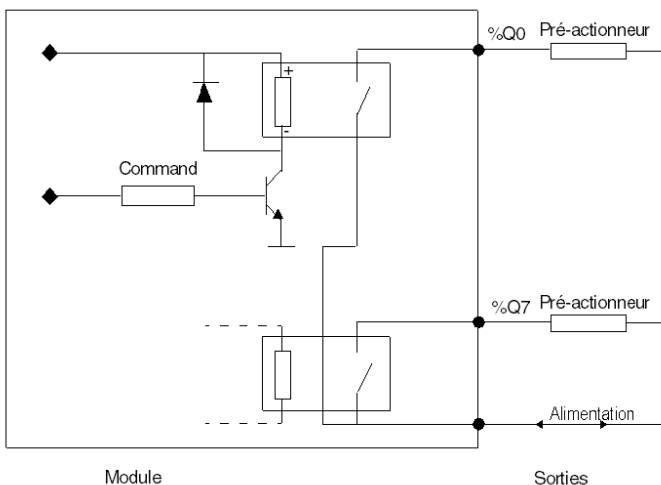 %Q0
Pré-actionneur
+
-
Command
%Q7
Pré-actionneur
Alimentation
Module
Sorties